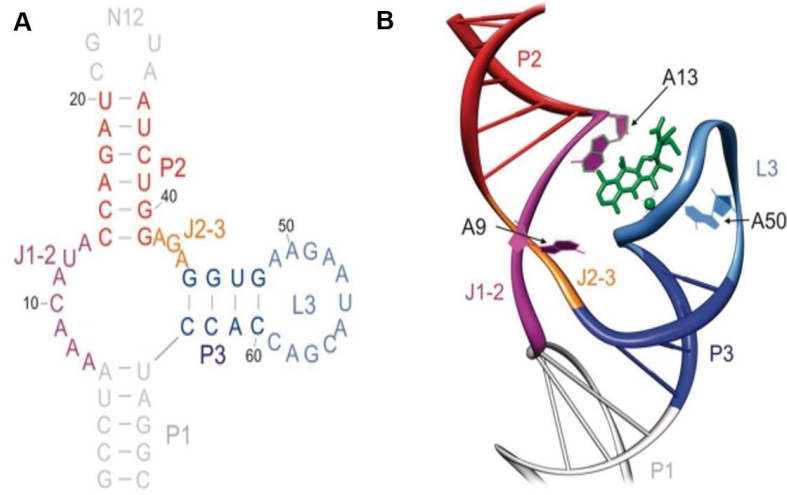 A
N12
G U
C A
20 U A
A U
G C
A U P2
C G 40
C G A G A J2-3
J1-2 A U A
10 C A A A
G G U G
C C A C
P3 60
A A G A A U A G C A C
50
L3
A U
U A
C G
C G P1
G C
B
P2
A13
L3
A9
A50
J1-2
J2-3
P3
P1